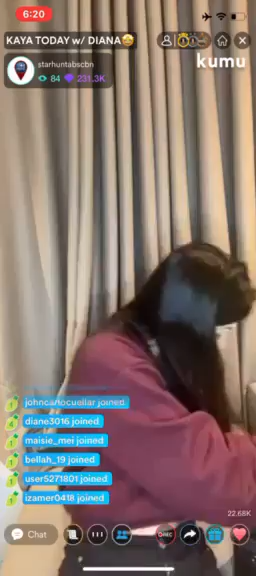 6:20
KAYA TODAY w/ DIANA🤩
starhuntabscbn
84 231.3K
kumu
johncarlocuellar joined
diane3016 joined
maisie_mei joined
bellah_19 joined
user5271801 joined
izamer0418 joined
22.68K
Chat